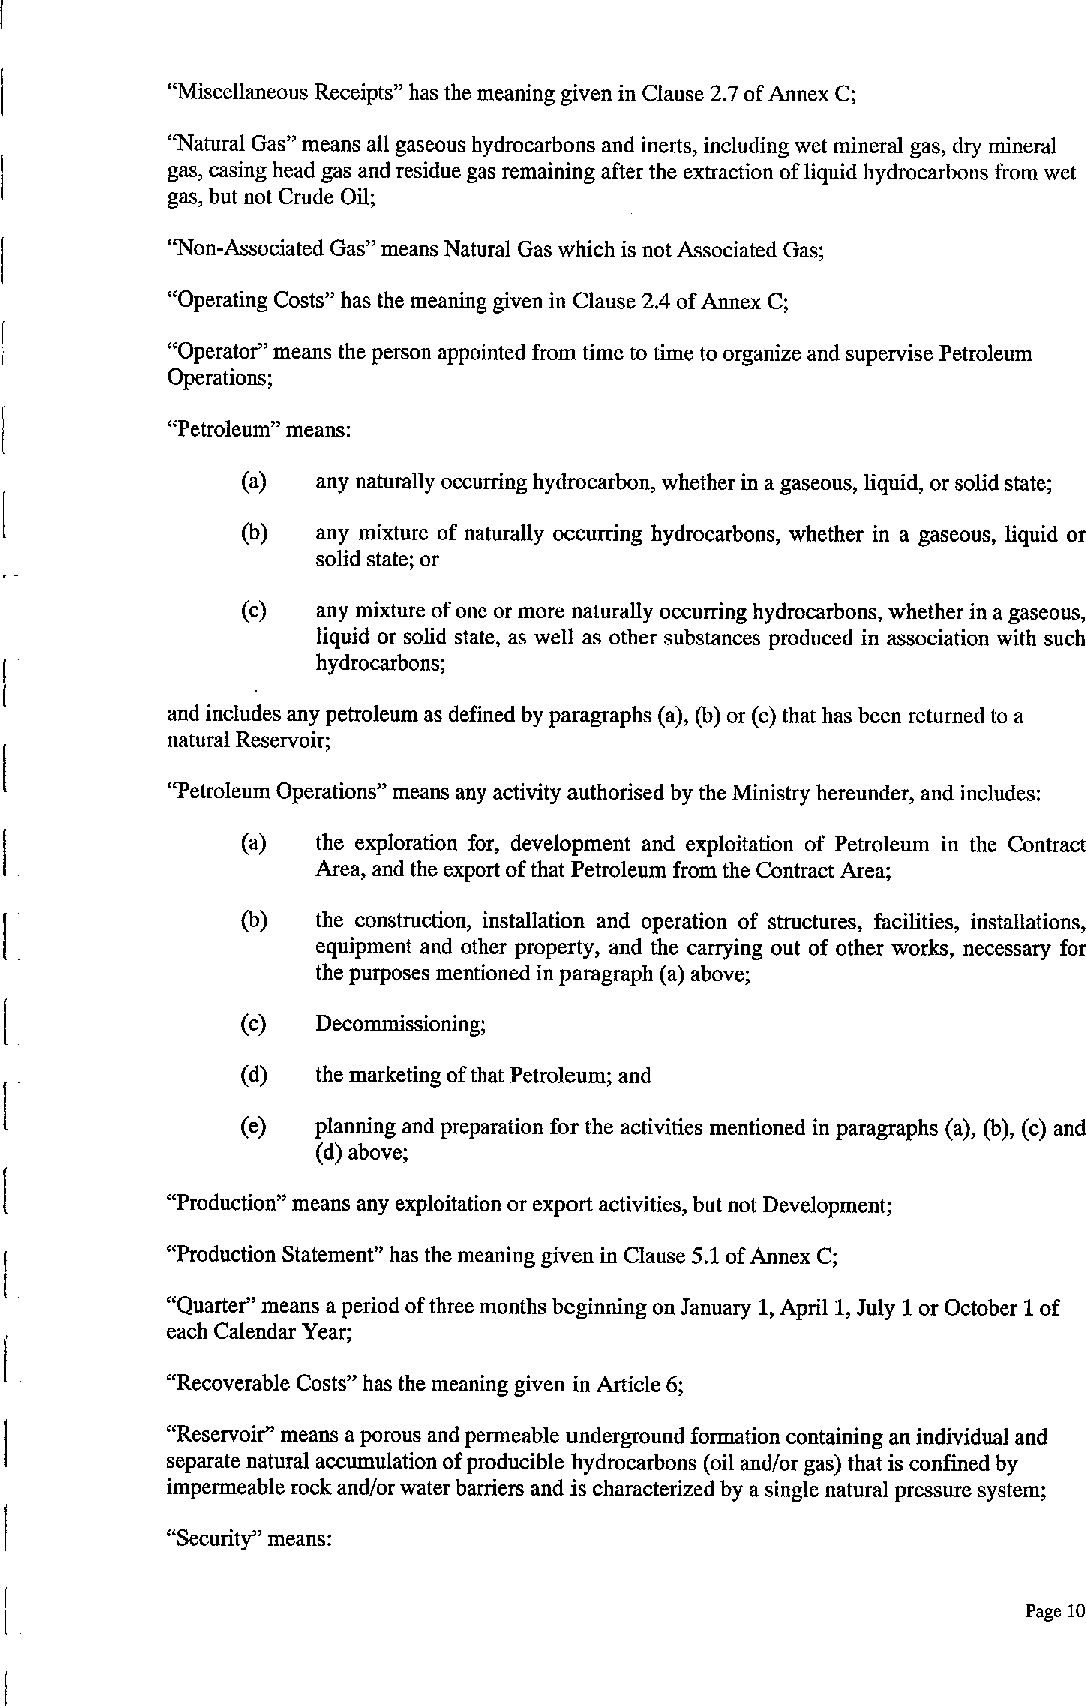 “Miscellaneous Receipts” has the meaning given in Clause 2.7 of Annex C;
“Natural Gas” means all gaseous hydrocarbons and inerts, including wet mineral gas, dry mineral
gas, casing head gas and residue gas remaining after the extraction of liquid hydrocarbons from wet
gas, but not Crude Oil;
“Non-Associated Gas” means Natural Gas which is not Associated Gas;
“Operating Costs” has the meaning given in Clause 2.4 of Annex C;
“Operator” means the person appointed from time to time to organize and supervise Petroleum
Operations;
“Petroleum” means:
(a) any naturally occurring hydrocarbon, whether in a gaseous, liquid, or solid state;
(b) any mixture of naturally occurring hydrocarbons, whether in a gaseous, liquid or
solid state; or
(c) any mixture of one or more naturally occurring hydrocarbons, whether in a gaseous,
liquid or solid state, as well as other substances produced in association with such
hydrocarbons;
and includes any petroleum as defined by paragraphs (a), (b) or (c) that has been returned to a
natural Reservoir;
“Petroleum Operations” means any activity authorised by the Ministry hereunder, and includes:
(a) the exploration for, development and exploitation of Petroleum in the Contract
Area, and the export of that Petroleum from the Contract Area;
(b) the construction, installation and operation of structures, facilities, installations,
equipment and other property, and the carrying out of other works, necessary for
the purposes mentioned in paragraph (a) above;
(c) Decommissioning;
(d) the marketing of that Petroleum; and
(e) planning and preparation for the activities mentioned in paragraphs (a), (b), (c) and
(d) above;
“Production” means any exploitation or export activities, but not Development;
“Production Statement” has the meaning given in Clause 5.1 of Annex C;
“Quarter” means a period of three months beginning on January 1, April 1, July 1 or October 1 of
each Calendar Year;
“Recoverable Costs” has the meaning given in Article 6;
“Reservoir” means a porous and permeable underground formation containing an individual and
separate natural accumulation of producible hydrocarbons (oil and/or gas) that is confined by
impermeable rock and/or water barriers and is characterized by a single natural pressure system;
“Security” means:
Page 10